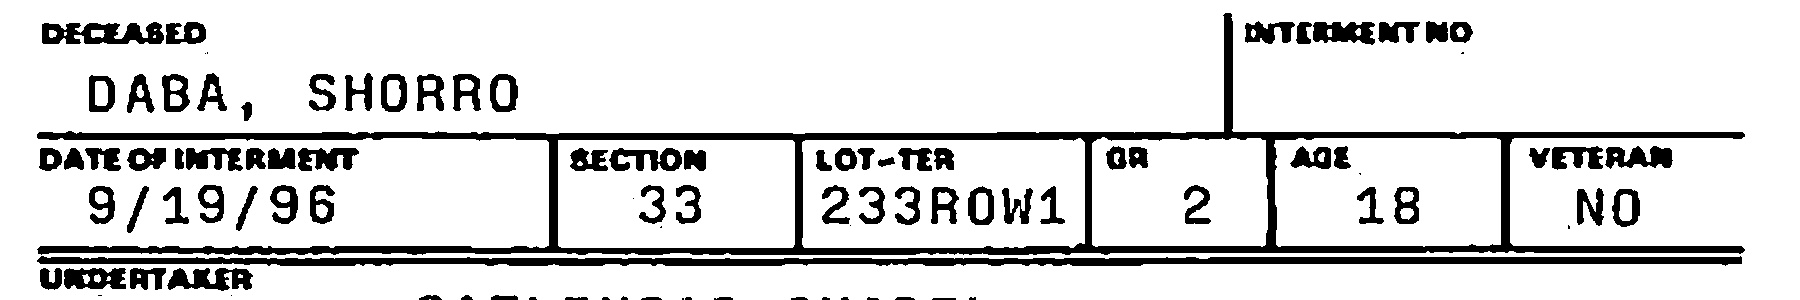 DECEASED INTERMENT NO
DABA, SHORRO
DATE OF INTERMENT SECTION LOT-TER GR AGE VETERAN
9/19/96 33 233ROW1 2 18 NO
UNDERTAKER